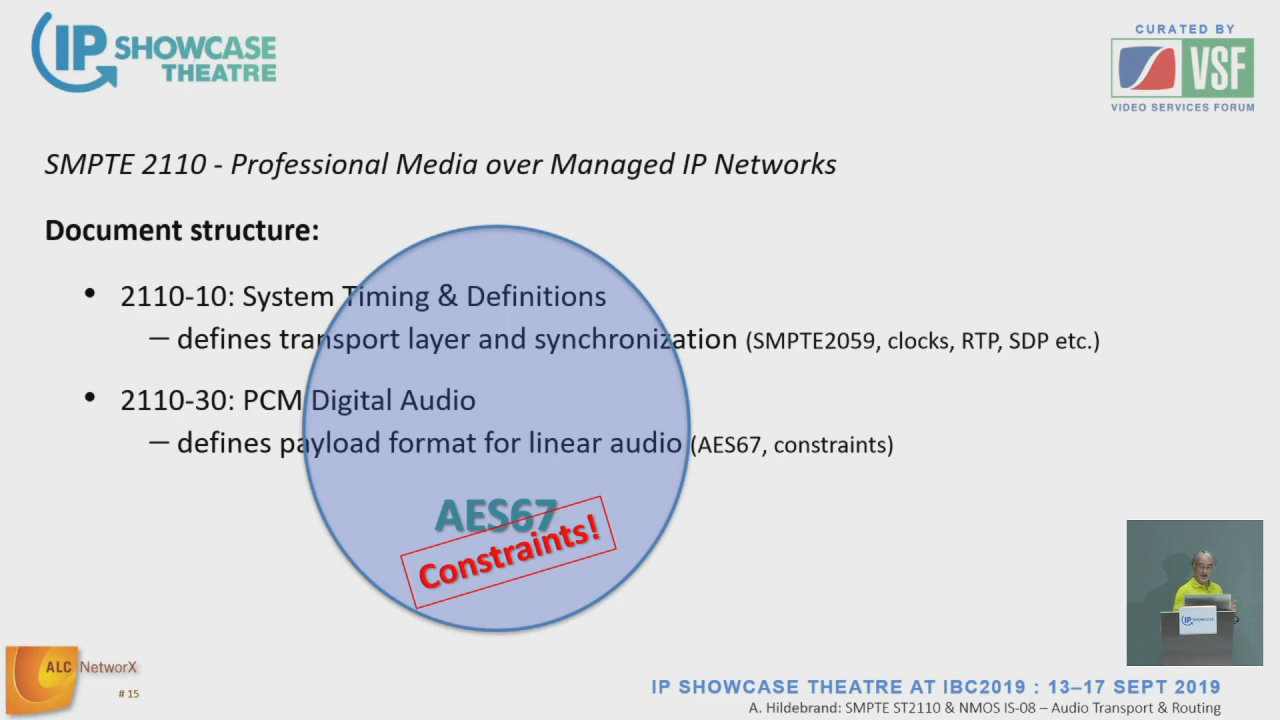 IP SHOWCASE
THEATRE
CURATED BY
VSF
VIDEO SERVICES FORUM
SMPTE 2110 - Professional Media over Managed IP Networks
Document structure:
• 2110-10: System Timing & Definitions
– defines transport layer and synchronization (SMPTE2059, clocks, RTP, SDP etc.)
• 2110-30: PCM Digital Audio
– defines payload format for linear audio (AES67, constraints)
AES67
Constraints!
IP SHOWCASE
ALC NetworX
# 15
IP SHOWCASE THEATRE AT IBC2019 : 13–17 SEPT 2019
A. Hildebrand: SMPTE ST2110 & NMOS IS-08 – Audio Transport & Routing